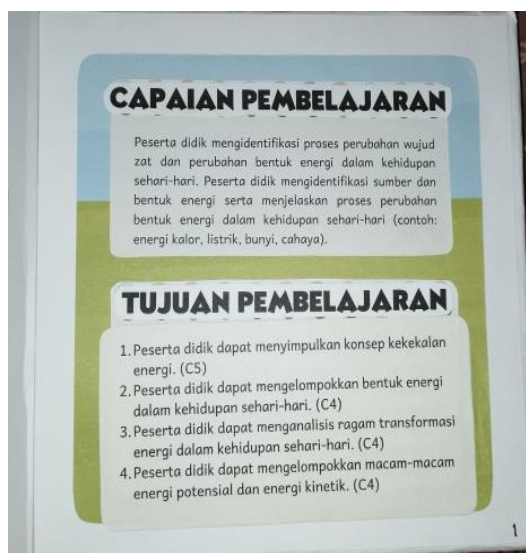 CAPAIAN PEMBELAJARAN
Peserta didik mengidentifikasi proses perubahan wujud
zat dan perubahan bentuk energi dalam kehidupan
sehari-hari. Peserta didik mengidentifikasi sumber dan
bentuk energi serta menjelaskan proses perubahan
bentuk energi dalam kehidupan sehari-hari (contoh:
energi kalor, listrik, bunyi, cahaya).
TUJUAN PEMBELAJARAN
1. Peserta didik dapat menyimpulkan konsep kekekalan
energi. (C5)
2. Peserta didik dapat mengelompokkan bentuk energi
dalam kehidupan sehari-hari. (C4)
3. Peserta didik dapat menganalisis ragam transformasi
energi dalam kehidupan sehari-hari. (C4)
4. Peserta didik dapat mengelompokkan macam-macam
energi potensial dan energi kinetik. (C4)
1